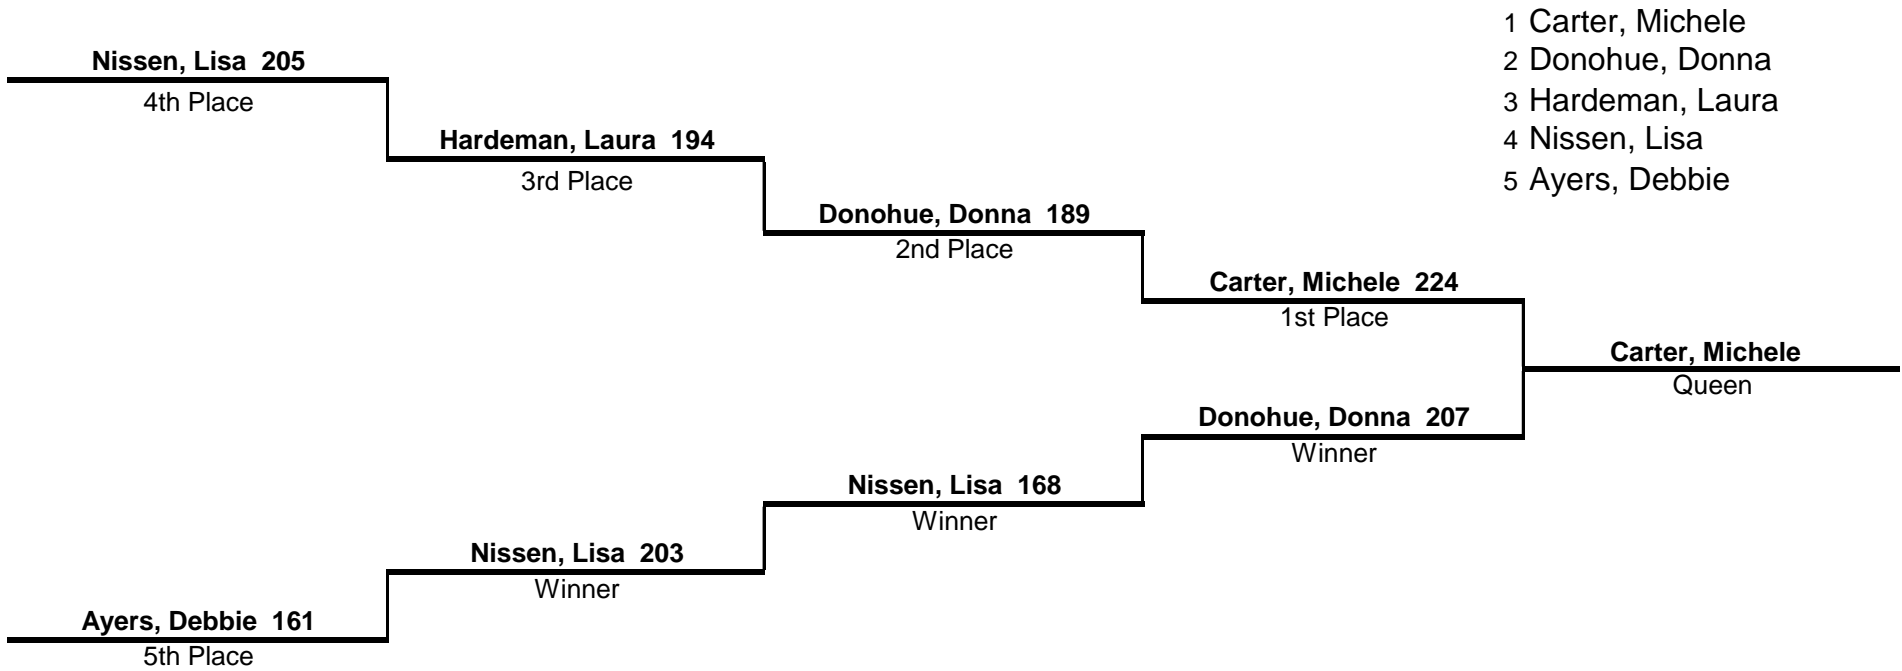 1 Carter, Michele
2 Donohue, Donna
3 Hardeman, Laura
4 Nissen, Lisa
5 Ayers, Debbie
Nissen, Lisa 205
4th Place
Hardeman, Laura 194
3rd Place
Donohue, Donna 189
2nd Place
Carter, Michele 224
1st Place
Carter, Michele
Queen
Donohue, Donna 207
Winner
Nissen, Lisa 168
Winner
Nissen, Lisa 203
Winner
Ayers, Debbie 161
5th Place